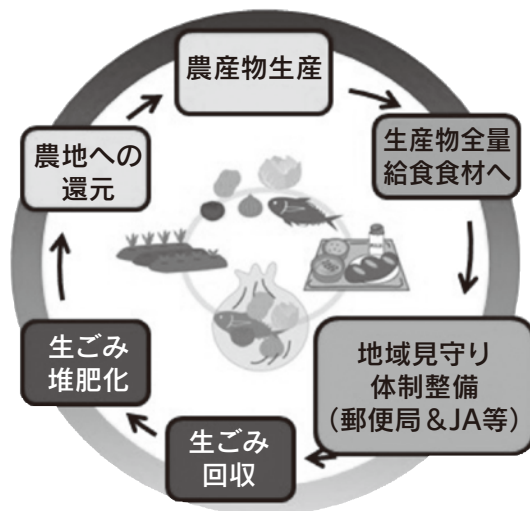 農産物生産
生産物全量
給食食材へ
地域見守り
体制整備
（郵便局＆JA等）
生ごみ
回収
生ごみ
堆肥化
農地への
還元